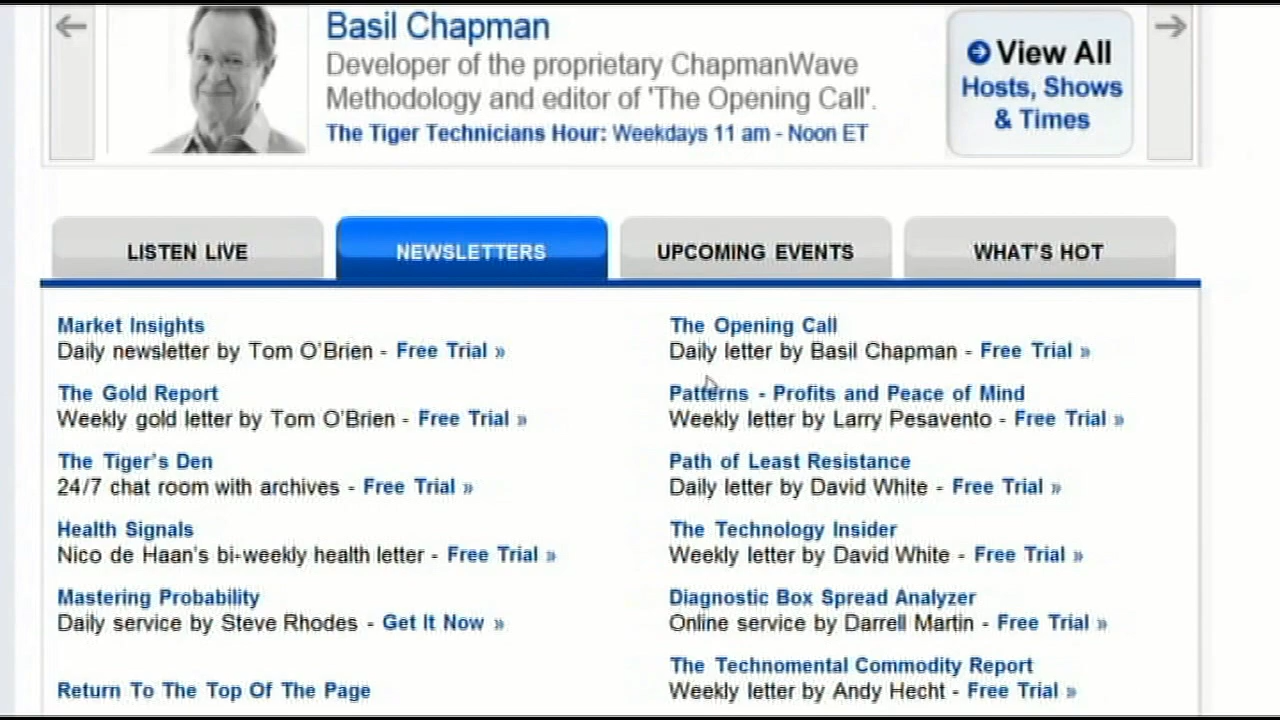 Basil Chapman
Developer of the proprietary ChapmanWave
Methodology and editor of 'The Opening Call'.
The Tiger Technicians Hour: Weekdays 11 am - Noon ET
View All
Hosts, Shows
& Times
LISTEN LIVE
NEWSLETTERS
UPCOMING EVENTS
WHAT'S HOT
Market Insights
Daily newsletter by Tom O'Brien - Free Trial »
The Gold Report
Weekly gold letter by Tom O'Brien - Free Trial »
The Tiger's Den
24/7 chat room with archives - Free Trial »
Health Signals
Nico de Haan's bi-weekly health letter - Free Trial »
Mastering Probability
Daily service by Steve Rhodes - Get It Now »
Return To The Top Of The Page
The Opening Call
Daily letter by Basil Chapman - Free Trial »
Patterns - Profits and Peace of Mind
Weekly letter by Larry Pesavento - Free Trial »
Path of Least Resistance
Daily letter by David White - Free Trial »
The Technology Insider
Weekly letter by David White - Free Trial »
Diagnostic Box Spread Analyzer
Online service by Darrell Martin - Free Trial »
The Technomental Commodity Report
Weekly letter by Andy Hecht - Free Trial »